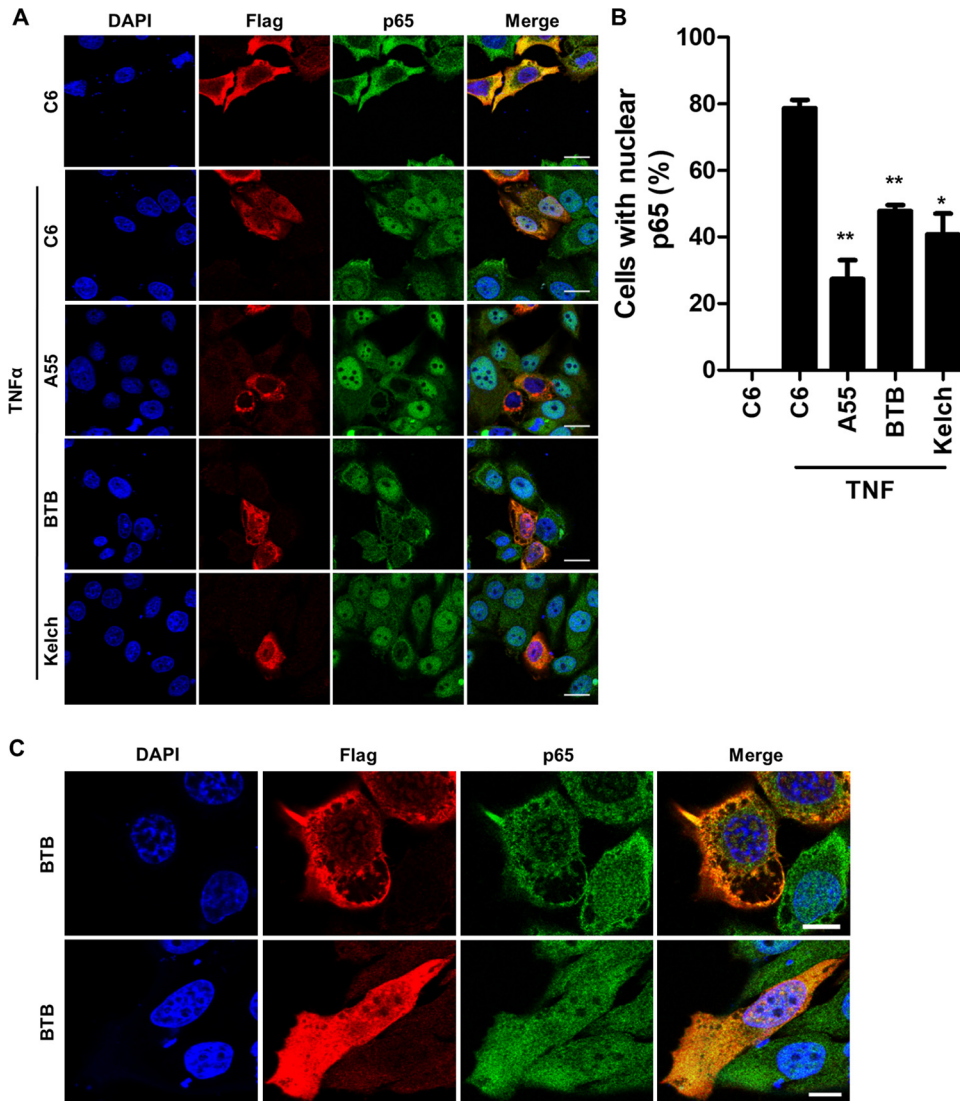 A
DAPI Flag p65 Merge
C6
TNFα
C6
A55
BTB
Kelch
B
Cells with nuclear
p65 (%)
100
80
60
40
20
0
** ** *
C6 C6 A55 BTB Kelch
TNF
C
DAPI Flag p65 Merge
BTB
BTB